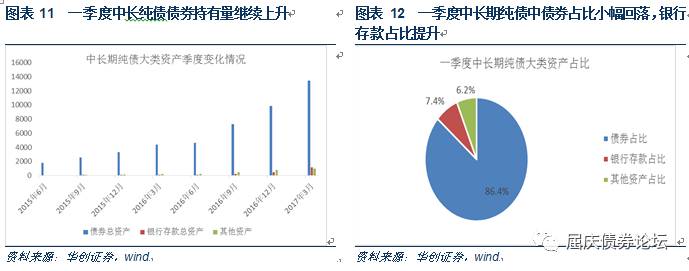 图表 11 一季度中长纯债债券持有量继续上升
中长期纯债大类资产季度变化情况
16000
14000
12000
10000
8000
6000
4000
2000
0
2015年6月
2015年9月
2015年12月
2016年3月
2016年6月
2016年9月
2016年12月
2017年3月
债券总资产 银行存款总资产 其他资产
资料来源：华创证券，wind
图表 12 一季度中长期纯债中债券占比小幅回落，银行
存款占比提升
一季度中长期纯债大类资产占比
6.2%
7.4%
86.4%
债券占比
银行存款占比
其他资产占比
屈庆债券论坛
资料来源：华创证券，wind